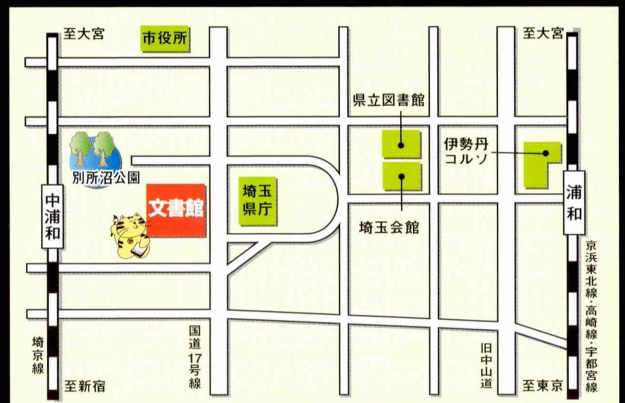 至大宮
市役所
至大宮
県立図書館
伊勢丹
コルソ
別所沼公園
文書館
埼玉
県庁
中浦和
浦和
埼玉会館
京浜東北線・高崎線・宇都宮線
埼京線
国道17号線
旧中山道
至新宿
至東京